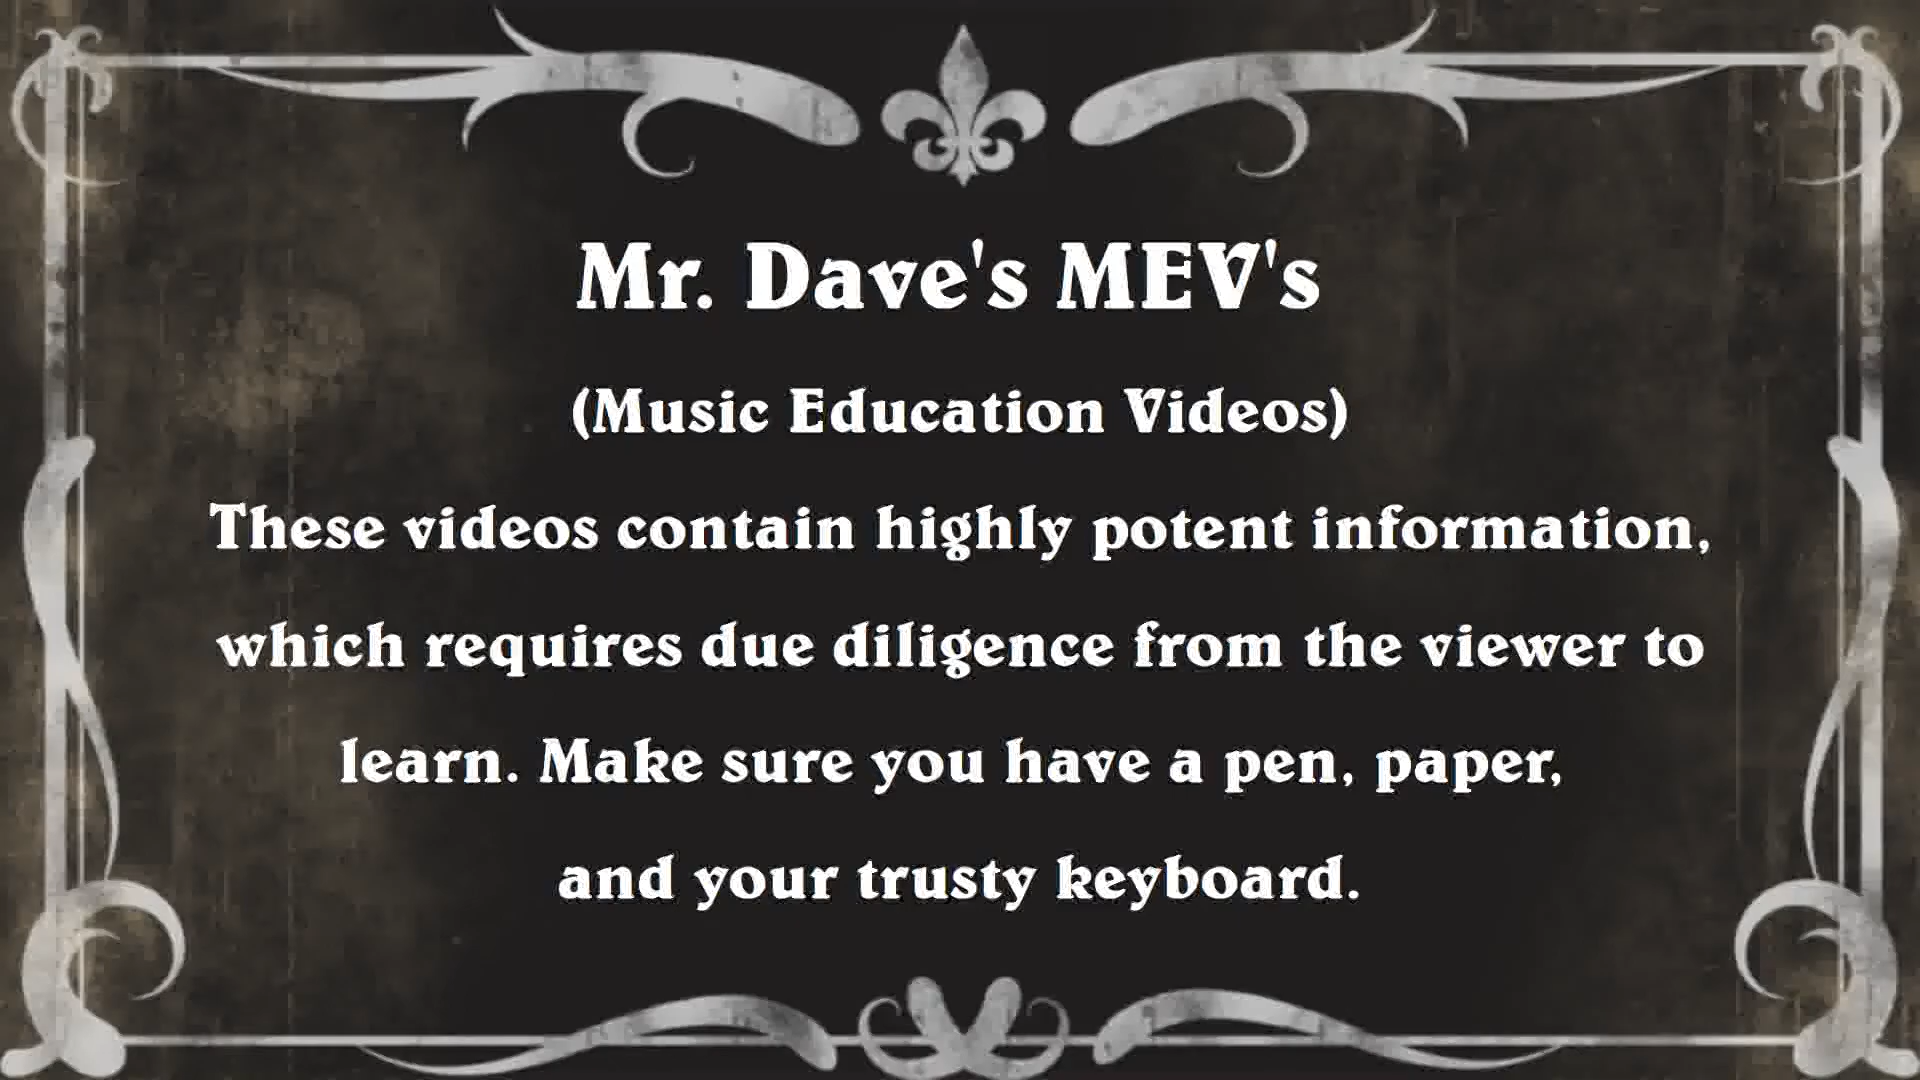 Mr. Dave's MEV's
(Music Education Videos)
These videos contain highly potent information,
which requires due diligence from the viewer to
learn. Make sure you have a pen, paper,
and your trusty keyboard.